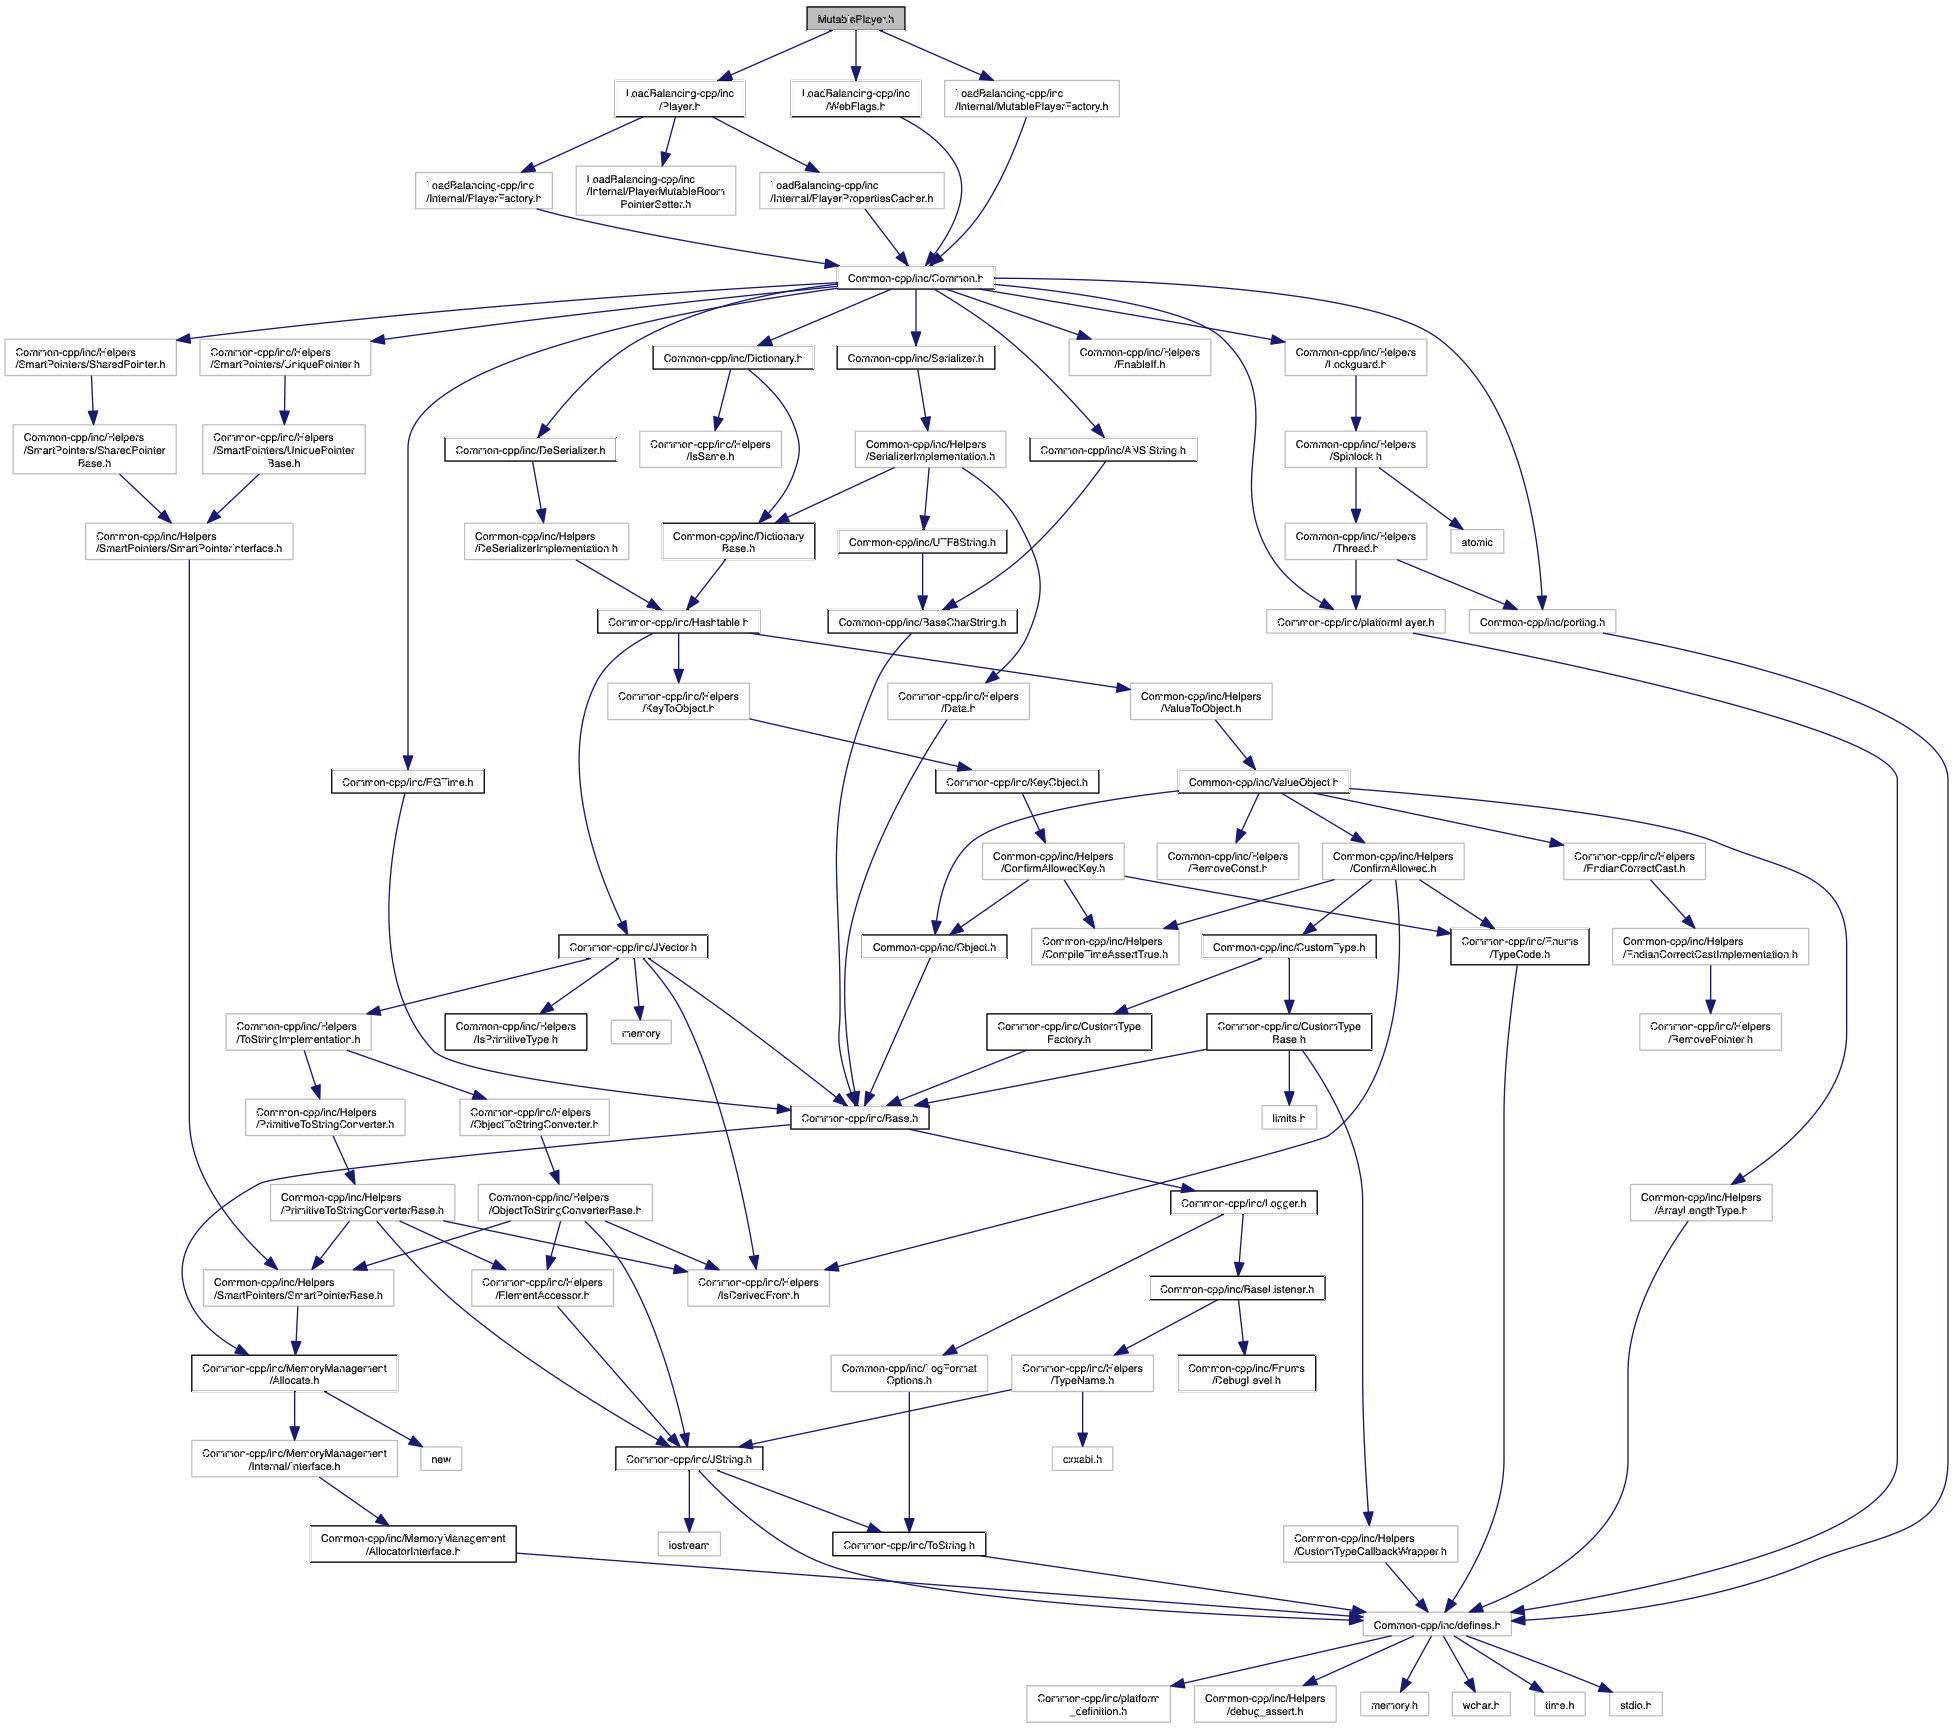 MutablePlayer.h
LoadBalancing-cpp/inc
/Player.h
LoadBalancing-cpp/inc
/WebFlags.h
LoadBalancing-cpp/inc
/Internal/MutablePlayerFactory.h
LoadBalancing-cpp/inc
/Internal/PlayerFactory.h
LoadBalancing-cpp/inc
/Internal/PlayerMutableRoom
PointerSetter.h
LoadBalancing-cpp/inc
/Internal/PlayerPropertiesCacher.h
Common-cpp/inc/Common.h
Common-cpp/inc/Helpers
/SmartPointers/SharedPointer.h
Common-cpp/inc/Helpers
/SmartPointers/UniquePointer.h
Common-cpp/inc/Dictionary.h
Common-cpp/inc/Serializer.h
Common-cpp/inc/Helpers
/EnableIf.h
Common-cpp/inc/Helpers
/Lockguard.h
Common-cpp/inc/Helpers
/SmartPointers/SharedPointer
Base.h
Common-cpp/inc/Helpers
/SmartPointers/UniquePointer
Base.h
Common-cpp/inc/DeSerializer.h
Common-cpp/inc/Helpers
/IsSame.h
Common-cpp/inc/Helpers
/SerializerImplementation.h
Common-cpp/inc/ANSIString.h
Common-cpp/inc/Helpers
/Spinlock.h
Common-cpp/inc/Helpers
/SmartPointers/SmartPointerInterface.h
Common-cpp/inc/Helpers
/DeSerializerImplementation.h
Common-cpp/inc/Dictionary
Base.h
Common-cpp/inc/UTF8String.h
Common-cpp/inc/Helpers
/Thread.h
atomic
Common-cpp/inc/Hashtable.h
Common-cpp/inc/BaseCharString.h
Common-cpp/inc/platformLayer.h
Common-cpp/inc/porting.h
Common-cpp/inc/Helpers
/KeyToObject.h
Common-cpp/inc/Helpers
/Data.h
Common-cpp/inc/Helpers
/ValueToObject.h
Common-cpp/inc/EGTime.h
Common-cpp/inc/KeyObject.h
Common-cpp/inc/ValueObject.h
Common-cpp/inc/Helpers
/ConfirmAllowedKey.h
Common-cpp/inc/Helpers
/RemoveConst.h
Common-cpp/inc/Helpers
/ConfirmAllowed.h
Common-cpp/inc/Helpers
/EndianCorrectCast.h
Common-cpp/inc/JVector.h
Common-cpp/inc/Object.h
Common-cpp/inc/Helpers
/CompileTimeAssertTrue.h
Common-cpp/inc/CustomType.h
Common-cpp/inc/Enums
/TypeCode.h
Common-cpp/inc/Helpers
/EndianCorrectCastImplementation.h
Common-cpp/inc/Helpers
/ToStringImplementation.h
Common-cpp/inc/Helpers
/IsPrimitiveType.h
memory
Common-cpp/inc/CustomType
Factory.h
Common-cpp/inc/CustomType
Base.h
Common-cpp/inc/Helpers
/RemovePointer.h
Common-cpp/inc/Helpers
/PrimitiveToStringConverter.h
Common-cpp/inc/Helpers
/ObjectToStringConverter.h
Common-cpp/inc/Base.h
limits.h
Common-cpp/inc/Helpers
/PrimitiveToStringConverterBase.h
Common-cpp/inc/Helpers
/ObjectToStringConverterBase.h
Common-cpp/inc/Logger.h
Common-cpp/inc/Helpers
/ArrayLengthType.h
Common-cpp/inc/Helpers
/SmartPointers/SmartPointerBase.h
Common-cpp/inc/Helpers
/ElementAccessor.h
Common-cpp/inc/Helpers
/IsDerivedFrom.h
Common-cpp/inc/BaseListener.h
Common-cpp/inc/MemoryManagement
/Allocate.h
Common-cpp/inc/LogFormat
Options.h
Common-cpp/inc/Helpers
/TypeName.h
Common-cpp/inc/Enums
/DebugLevel.h
Common-cpp/inc/MemoryManagement
/Internal/Interface.h
new
Common-cpp/inc/JString.h
cxxabi.h
Common-cpp/inc/MemoryManagement
/AllocatorInterface.h
iostream
Common-cpp/inc/ToString.h
Common-cpp/inc/Helpers
/CustomTypeCallbackWrapper.h
Common-cpp/inc/defines.h
Common-cpp/inc/platform
_definition.h
Common-cpp/inc/Helpers
/debug_assert.h
memory.h
wchar.h
time.h
stdio.h